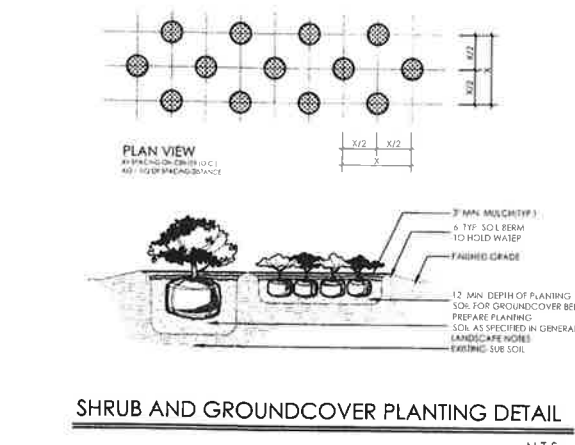 X/2
X
X/2
X/2 X/2
X
PLAN VIEW
3" MIN. MULCH(TYP.)
6 TYP. SOIL BERM
TO HOLD WATER
FINISHED GRADE
12 MIN DEPTH OF PLANTING
SOIL FOR GROUNDCOVER BE
PREPARE PLANTING
SOIL AS SPECIFIED IN GENERA
LANDSCAPE NOTES
EXISTING SUB SOIL
SHRUB AND GROUNDCOVER PLANTING DETAIL
N.T.S.